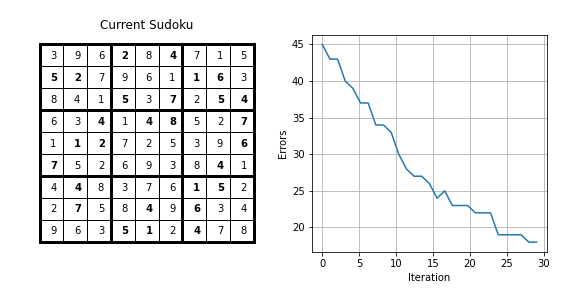 Current Sudoku
3 9 6 2 8 4 7 1 5
5 2 7 9 6 1 1 6 3
8 4 1 5 3 7 2 5 4
6 3 4 1 4 8 5 2 7
1 1 2 7 2 5 3 9 6
7 5 2 6 9 3 8 4 1
4 4 8 3 7 6 1 5 2
2 7 5 8 4 9 6 3 4
9 6 3 5 1 2 4 7 8
45
40
35
30
25
20
Errors
0 5 10 15 20 25 30
Iteration